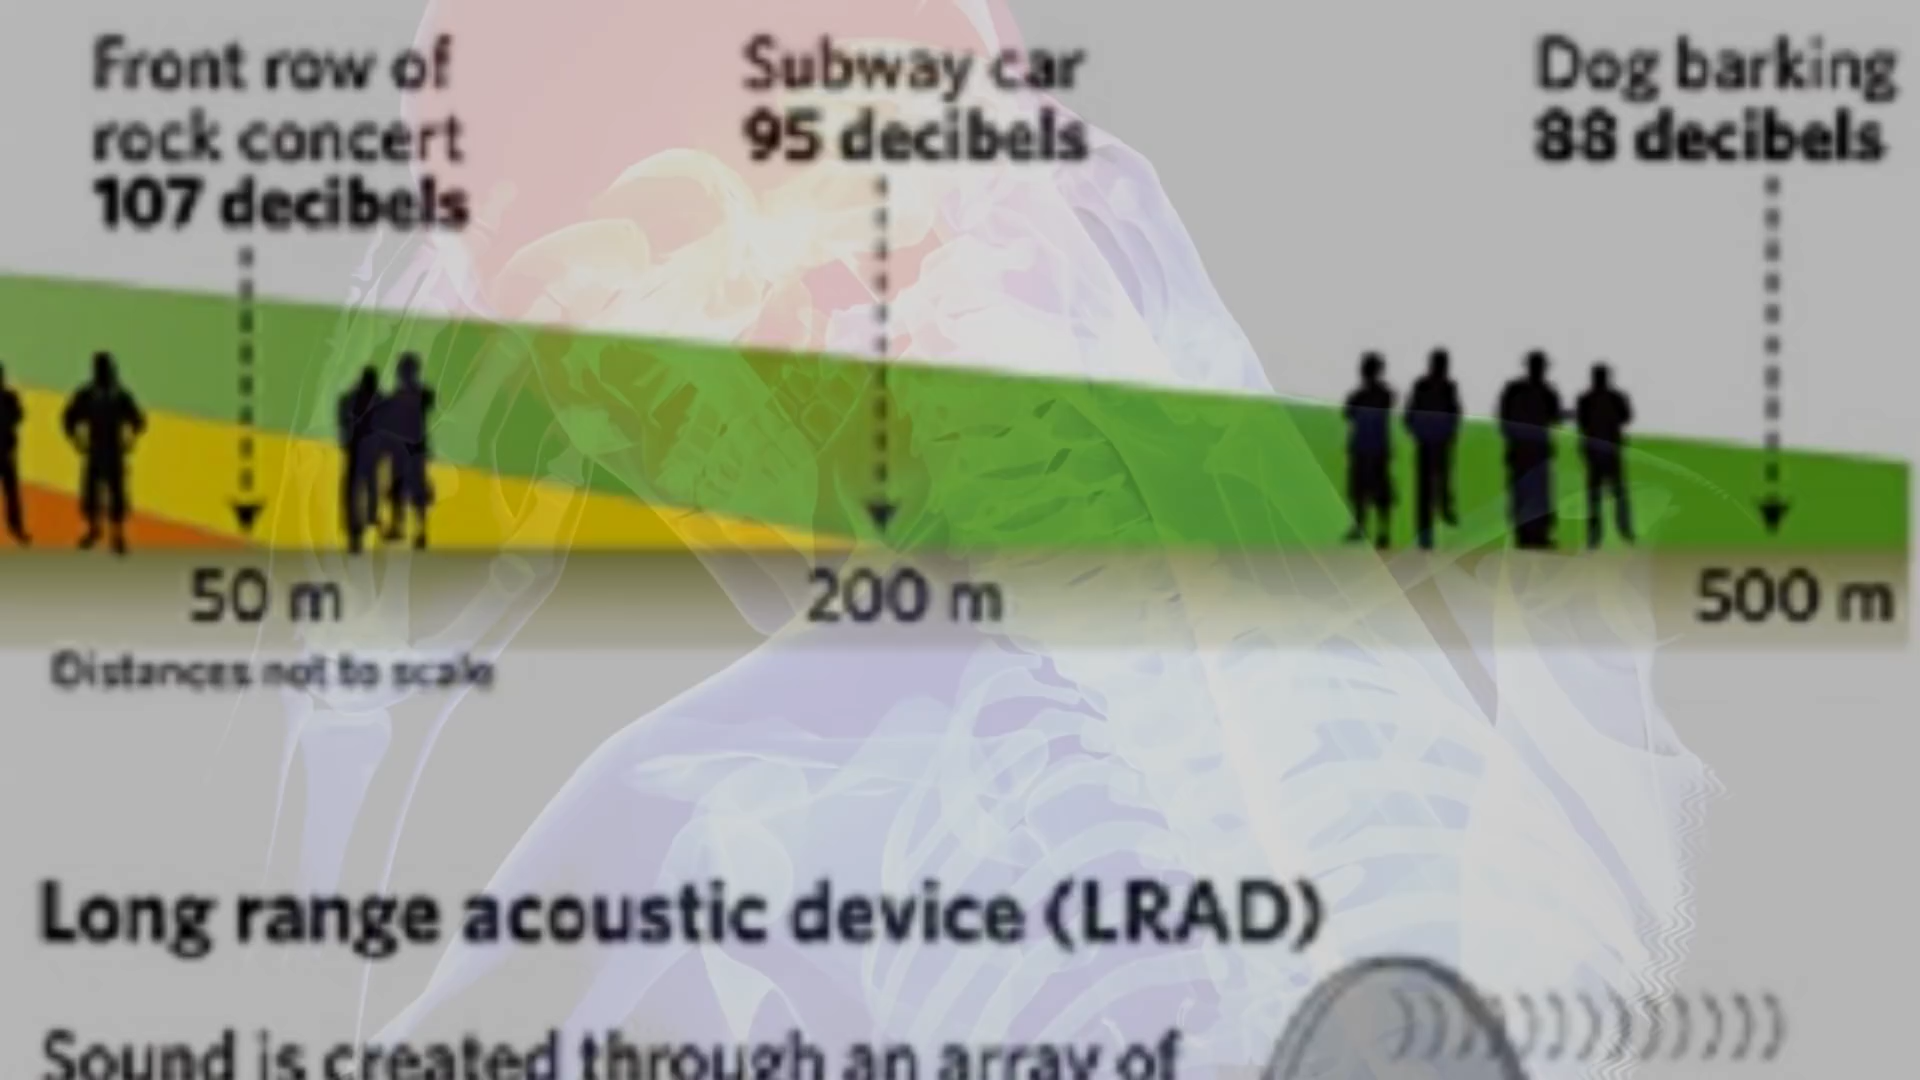 Front row of
rock concert
107 decibels
Subway car
95 decibels
Dog barking
88 decibels
50 m
200 m
500 m
Distances not to scale
Long range acoustic device (LRAD)
Sound is created through an array of